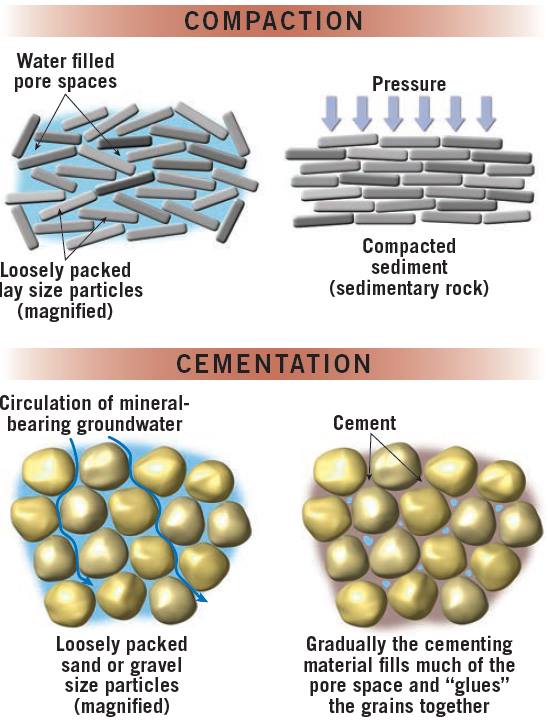 COMPACTION
Water filled
pore spaces
Pressure
Loosely packed
lay size particles
(magnified)
Compacted
sediment
(sedimentary rock)
CEMENTATION
Circulation of mineral-
bearing groundwater
Cement
Loosely packed
sand or gravel
size particles
(magnified)
Gradually the cementing
material fills much of the
pore space and “glues”
the grains together